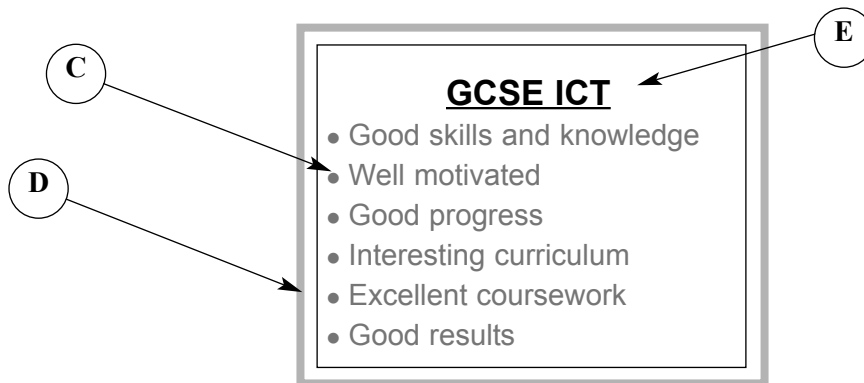 E
C
GCSE ICT
• Good skills and knowledge
• Well motivated
D
• Good progress
• Interesting curriculum
• Excellent coursework
• Good results